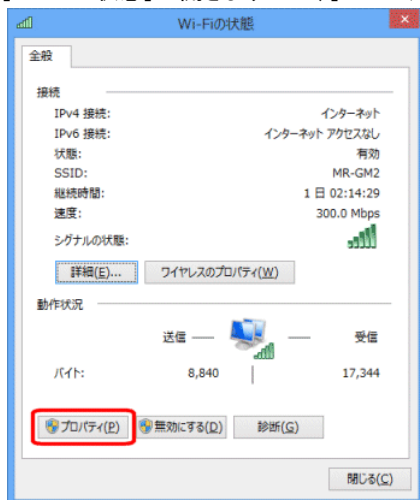 Wi-Fiの状態
全般
接続
IPv4 接続: インターネット
IPv6 接続: インターネット アクセスなし
状態: 有効
SSID: MR-GM2
継続時間: 1 日 02:14:29
速度: 300.0 Mbps
シグナルの状態:
詳細(E)... ワイヤレスのプロパティ(W)
動作状況
送信 — — 受信
バイト: 8,840 17,344
プロパティ(P) 無効にする(D) 診断(G)
閉じる(C)